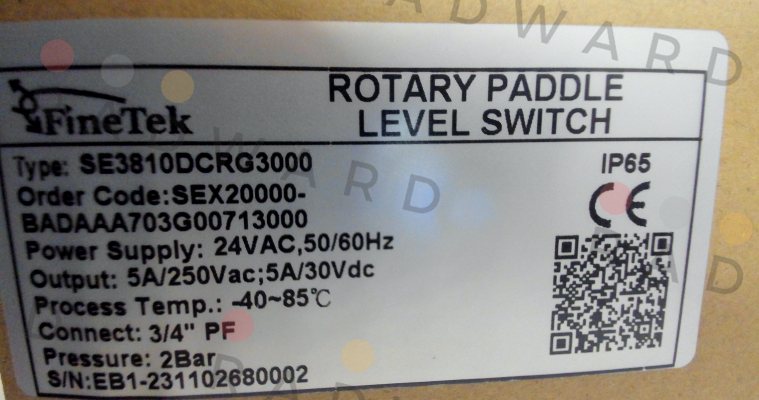 ROTARY PADDLE
LEVEL SWITCH
FineTek
Type: SE3810DCRG3000
IP65
Order Code:SEX20000-
BADAAA703G00713000
CE
Power Supply: 24VAC,50/60Hz
Output: 5A/250Vac;5A/30Vdc
Process Temp.: -40~85℃
Connect: 3/4" PF
Pressure: 2Bar
S/N:EB1-231102680002
RADWARD